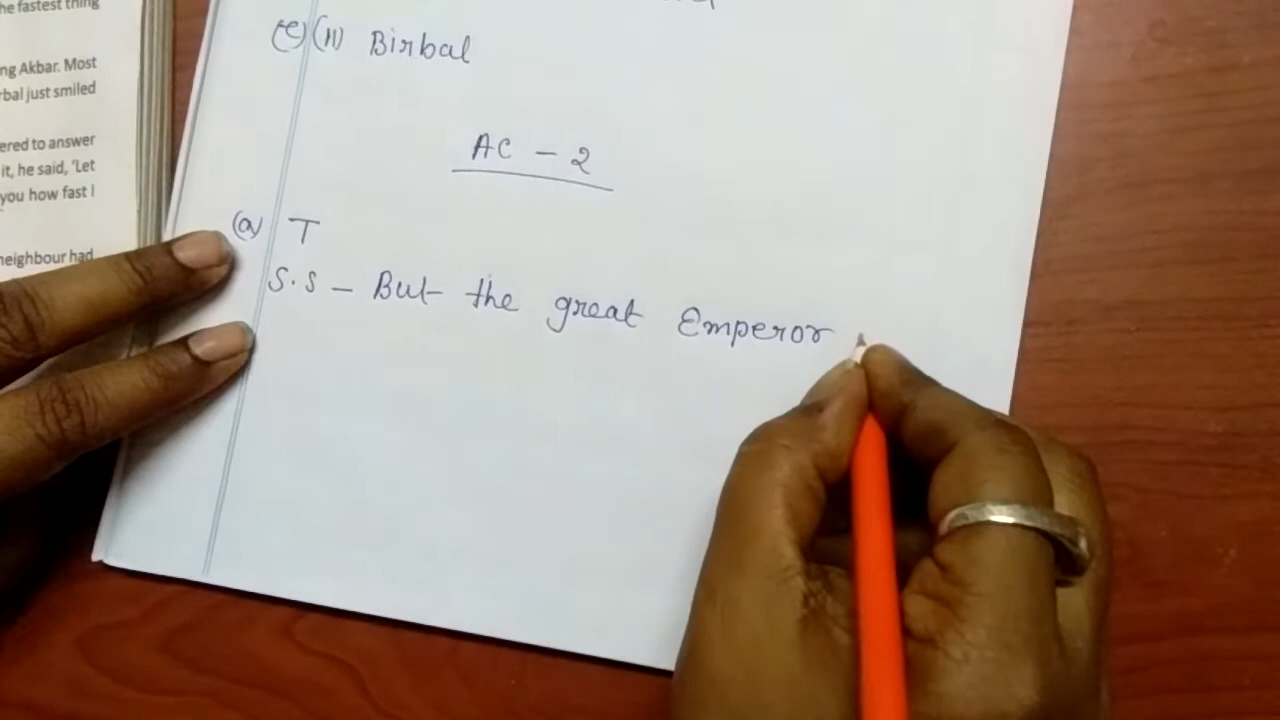 he fastest thing
ng Akbar. Most
rbal just smiled
ered to answer
it, he said, 'Let
you how fast I
neighbour had
(e) (ii) Birbal
AC - 2
(a) T
S.S - But the great Emperor